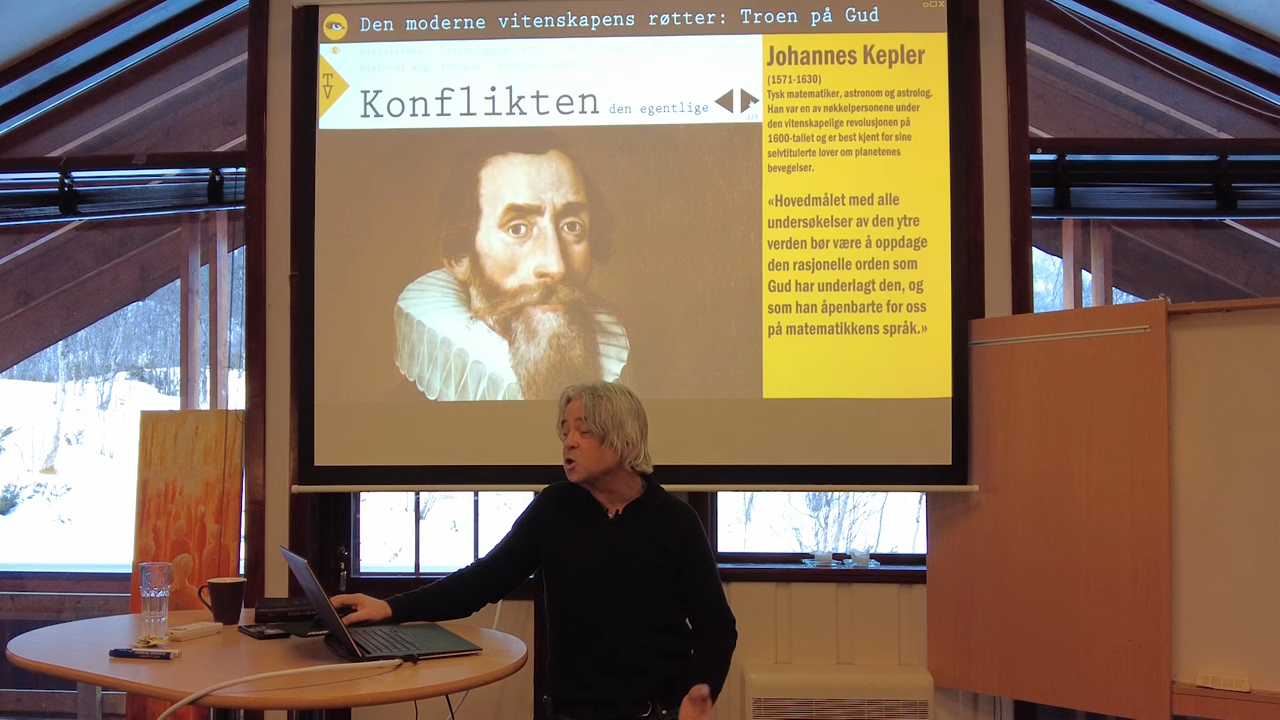 Den moderne vitenskapens røtter: Troen på Gud
TV
Konflikten den egentlige
Johannes Kepler
(1571-1630)
Tysk matematiker, astronom og astrolog.
Han var en av nøkkelpersonene under
den vitenskapelige revolusjonen på
1600-tallet og er best kjent for sine
selvtitulerte lover om planetenes
bevegelser.
«Hovedmålet med alle
undersøkelser av den ytre
verden bør være å oppdage
den rasjonelle orden som
Gud har underlagt den, og
som han åpenbarte for oss
på matematikkens språk.»